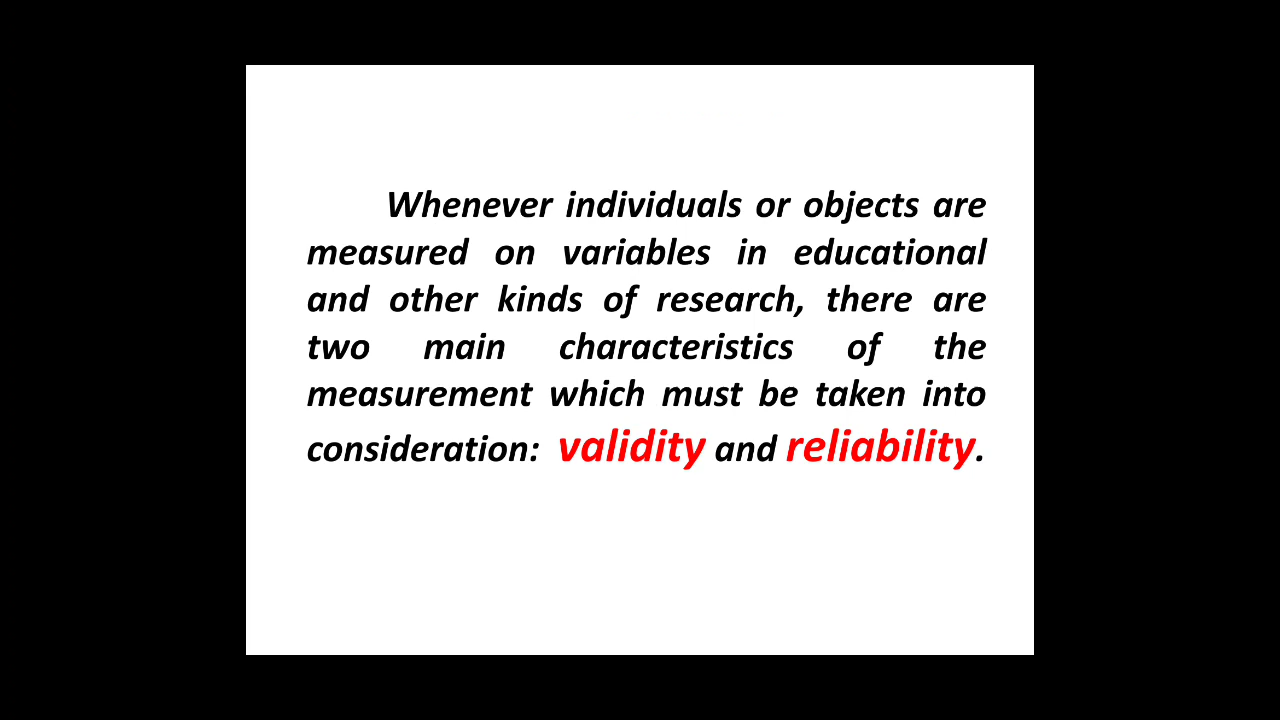 Whenever individuals or objects are
measured on variables in educational
and other kinds of research, there are
two main characteristics of the
measurement which must be taken into
consideration: validity and reliability.